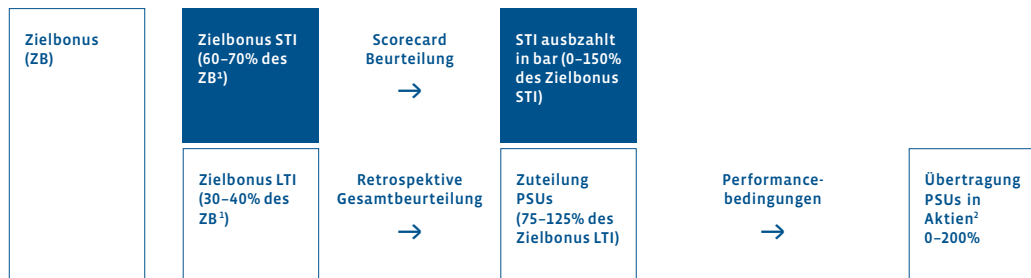 Zielbonus
(ZB)
Zielbonus STI
(60–70% des
ZB¹)
Scorecard
Beurteilung
→
STI ausbzahlt
in bar (0–150%
des Zielbonus
STI)
Zielbonus LTI
(30–40% des
ZB¹)
Retrospektive
Gesamtbeurteilung
→
Zuteilung
PSUs
(75–125% des
Zielbonus LTI)
Performance-
bedingungen
→
Übertragung
PSUs in
Aktien²
0–200%